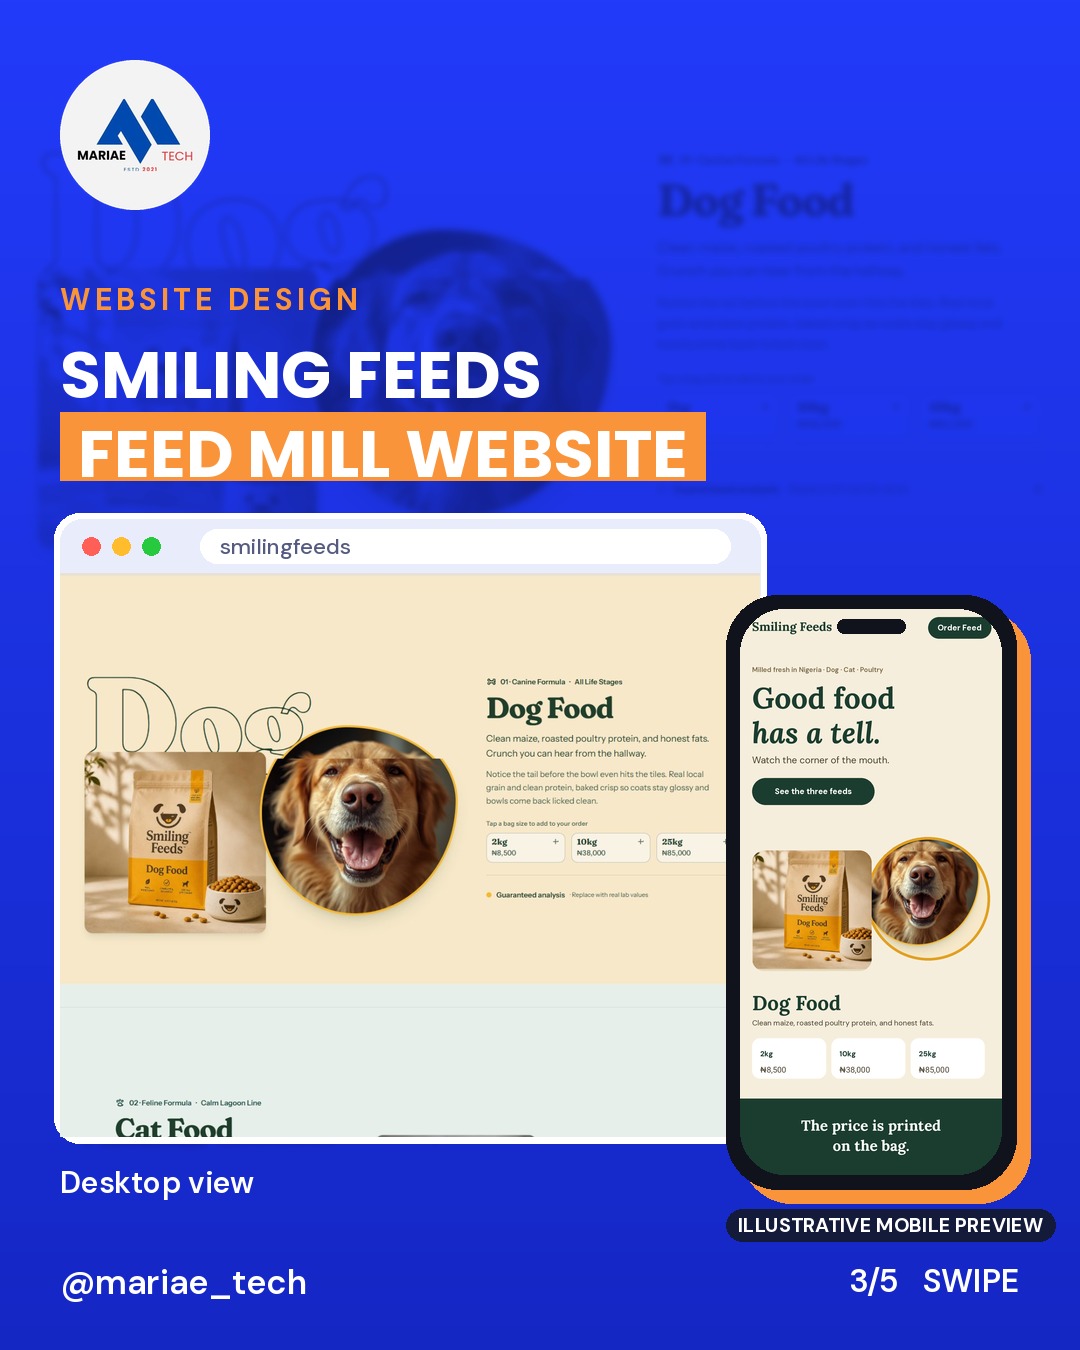 MARIAE TECH
ESTD 2021
Dog Food
WEBSITE DESIGN
SMILING FEEDS
FEED MILL WEBSITE
smilingfeeds
Dog
01·Canine Formula · All Life Stages
Dog Food
Clean maize, roasted poultry protein, and honest fats.
Crunch you can hear from the hallway.
Notice the tail before the bowl even hits the tiles. Real local
grain and clean protein, baked crisp so coats stay glossy and
bowls come back licked clean.
Tap a bag size to add to your order
2kg + 10kg + 25kg +
₦8,500 ₦38,000 ₦85,000
Guaranteed analysis · Replace with real lab values
Smiling
Feeds
Dog Food
02·Feline Formula · Calm Lagoon Line
Cat Food
Smiling Feeds
Order Feed
Milled fresh in Nigeria · Dog · Cat · Poultry
Good food
has a tell.
Watch the corner of the mouth.
See the three feeds
Smiling
Feeds
Dog Food
Dog Food
Clean maize, roasted poultry protein, and honest fats.
2kg 10kg 25kg
₦8,500 ₦38,000 ₦85,000
The price is printed
on the bag.
Desktop view
ILLUSTRATIVE MOBILE PREVIEW
@mariae_tech
3/5 SWIPE